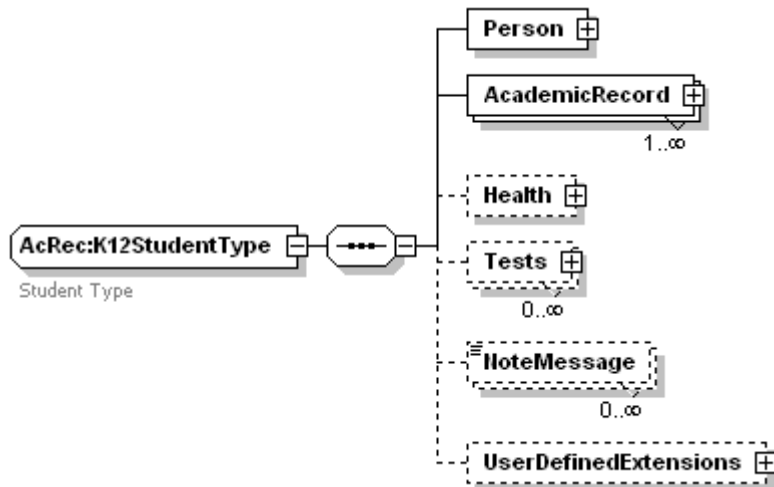 Person
AcademicRecord
1..∞
Health
AcRec:K12StudentType
Student Type
Tests
0..∞
NoteMessage
0..∞
UserDefinedExtensions